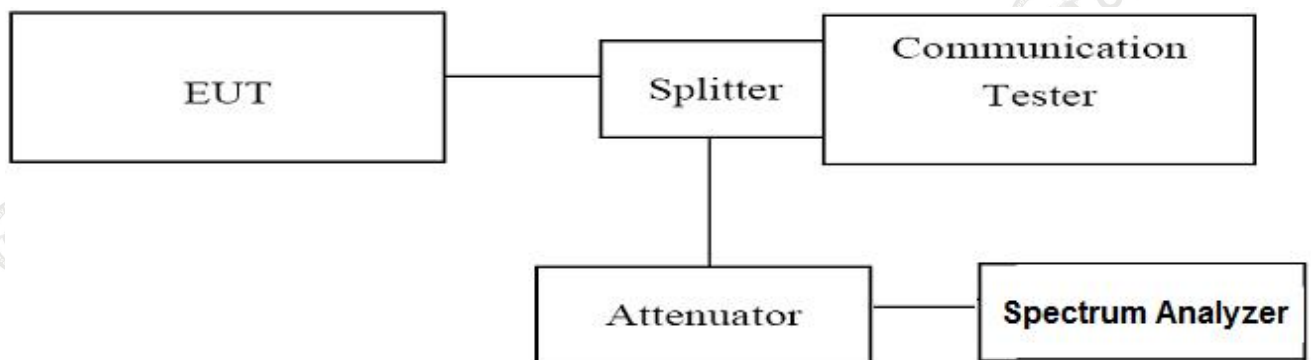 EUT
Splitter
Communication
Tester
Attenuator
Spectrum Analyzer